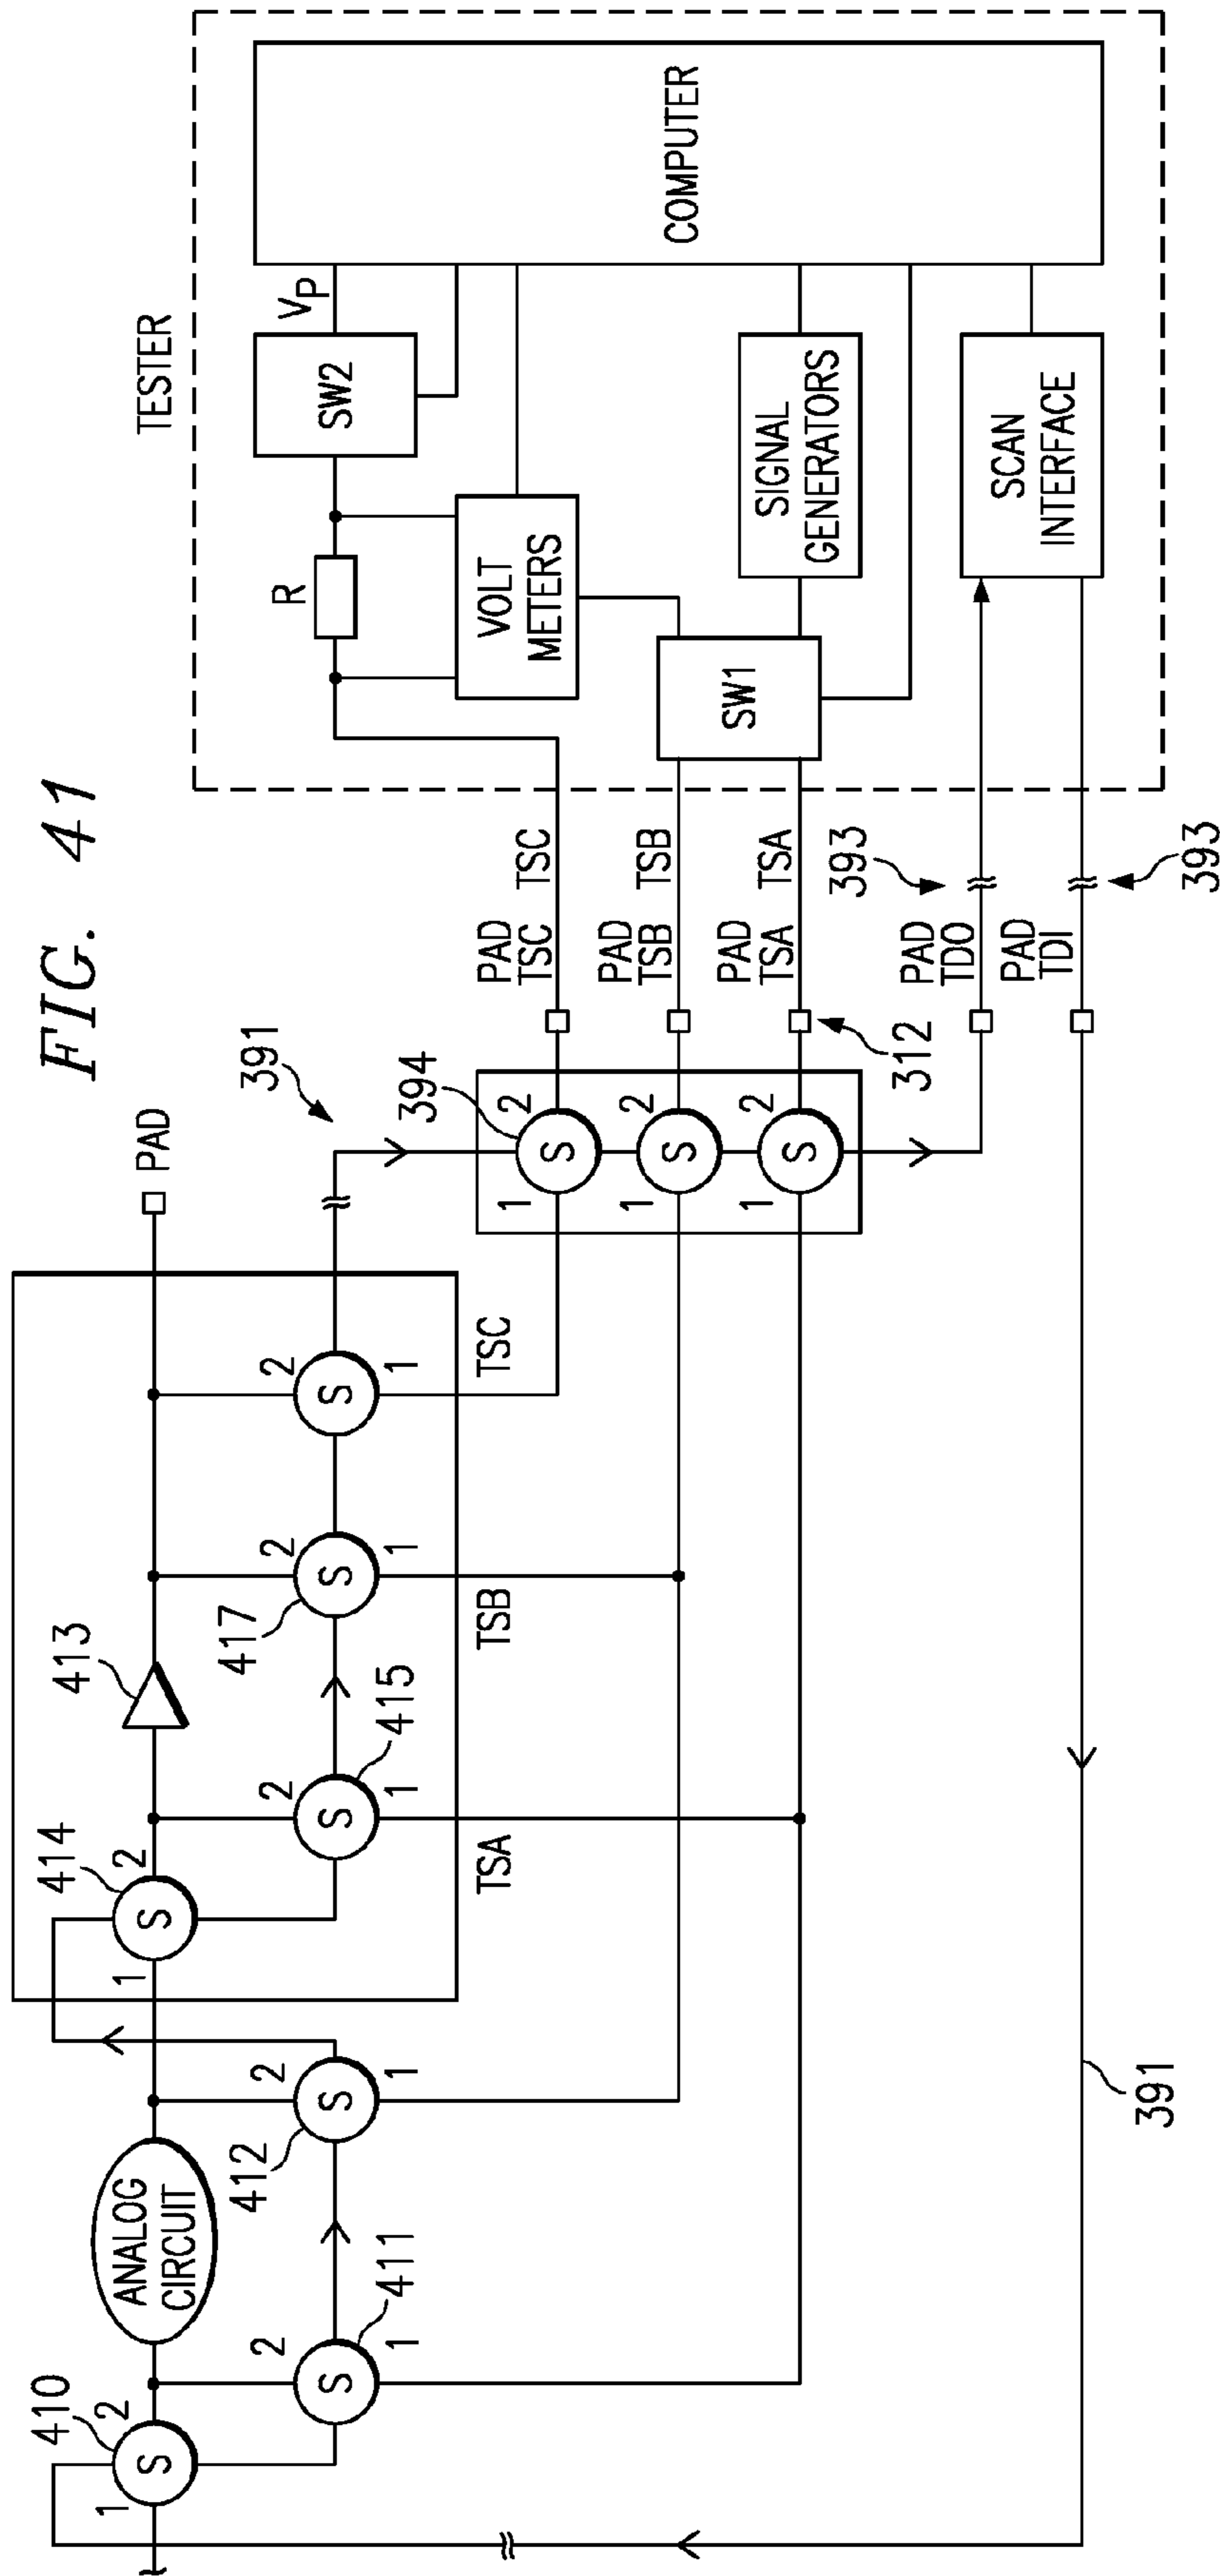 FIG. 41
410
1
2
S
ANALOG
CIRCUIT
2
S
1
411
2
S
1
412
414
1
2
S
413
PAD
2
S
1
415
TSA
2
S
1
417
TSB
2
S
1
TSC
391
394
1
S
2
1
S
2
1
S
2
PAD
TSC
TSC
PAD
TSB
TSB
PAD
TSA
TSA
312
PAD
TDO
393
PAD
TDI
393
391
TESTER
R
SW2
VP
VOLT
METERS
SW1
SIGNAL
GENERATORS
SCAN
INTERFACE
COMPUTER